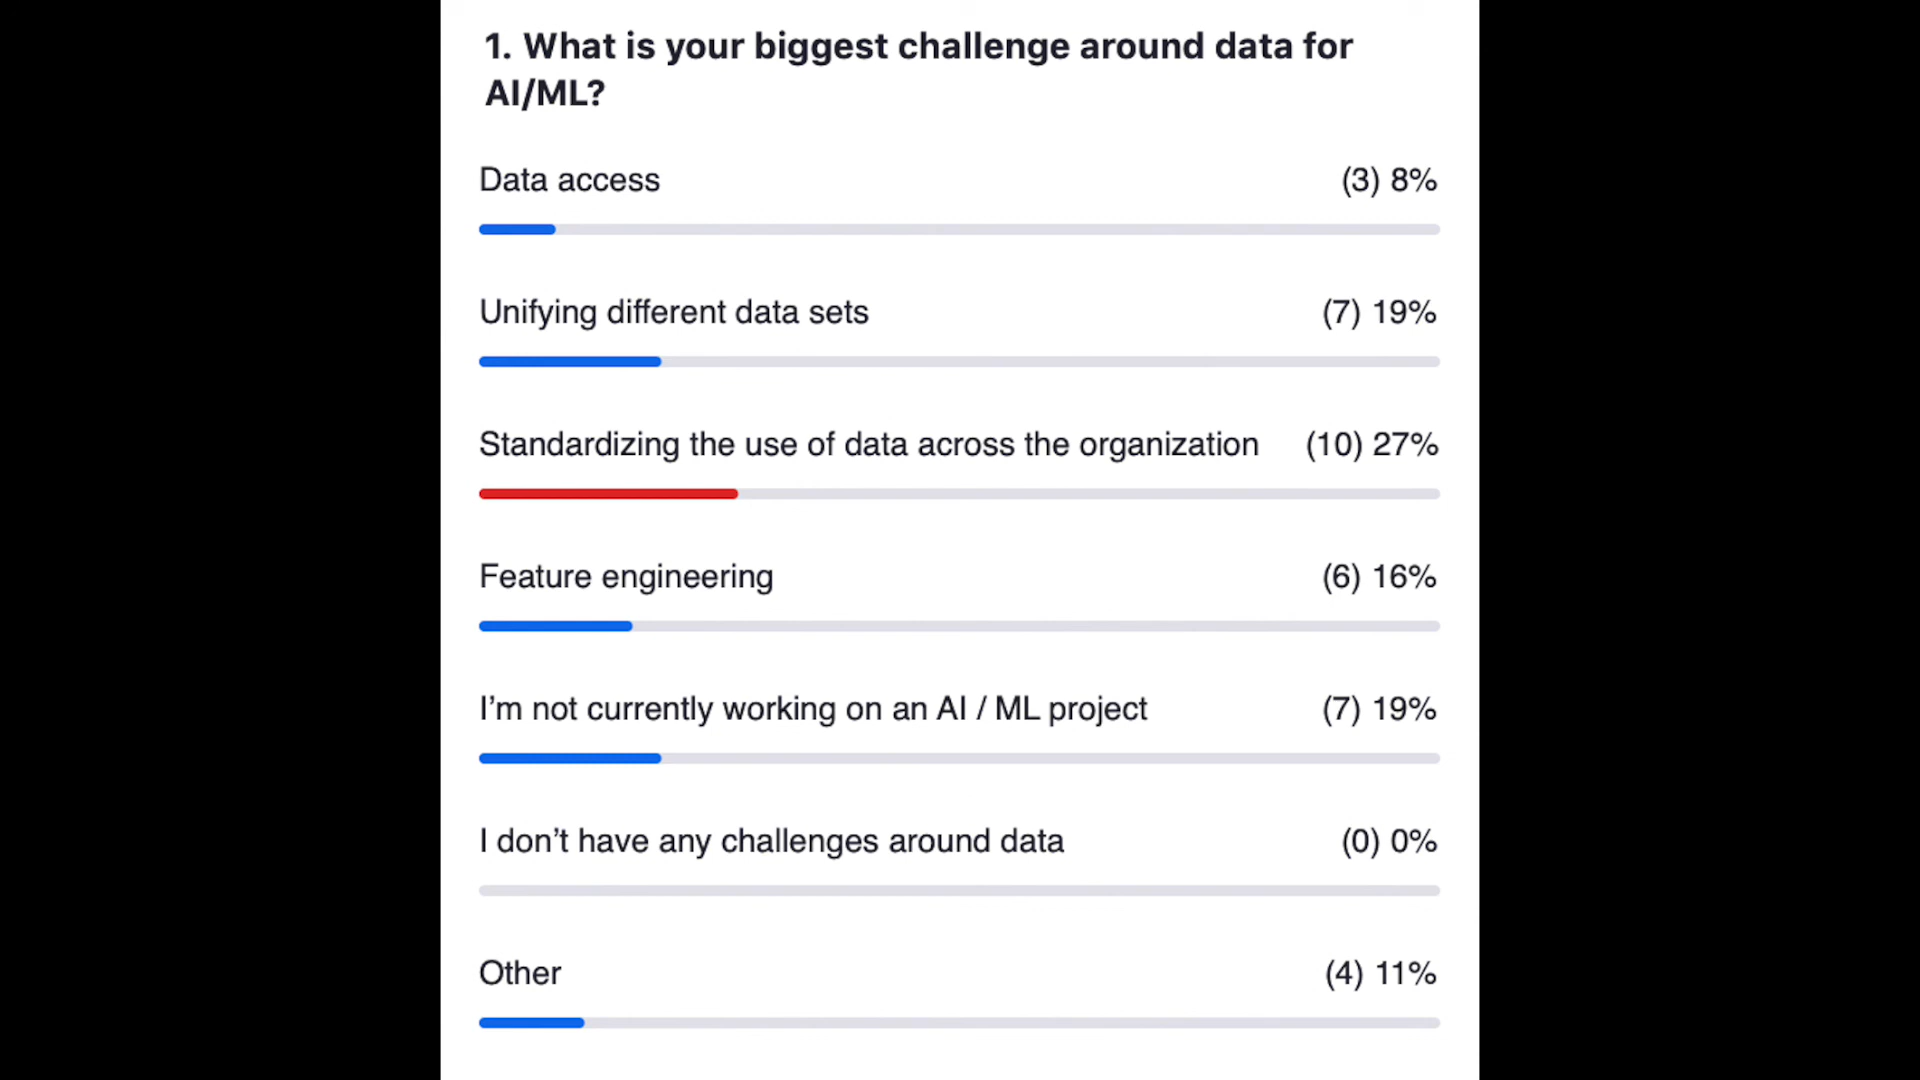 1. What is your biggest challenge around data for
AI/ML?
Data access (3) 8%
Unifying different data sets (7) 19%
Standardizing the use of data across the organization (10) 27%
Feature engineering (6) 16%
I’m not currently working on an AI / ML project (7) 19%
I don’t have any challenges around data (0) 0%
Other (4) 11%